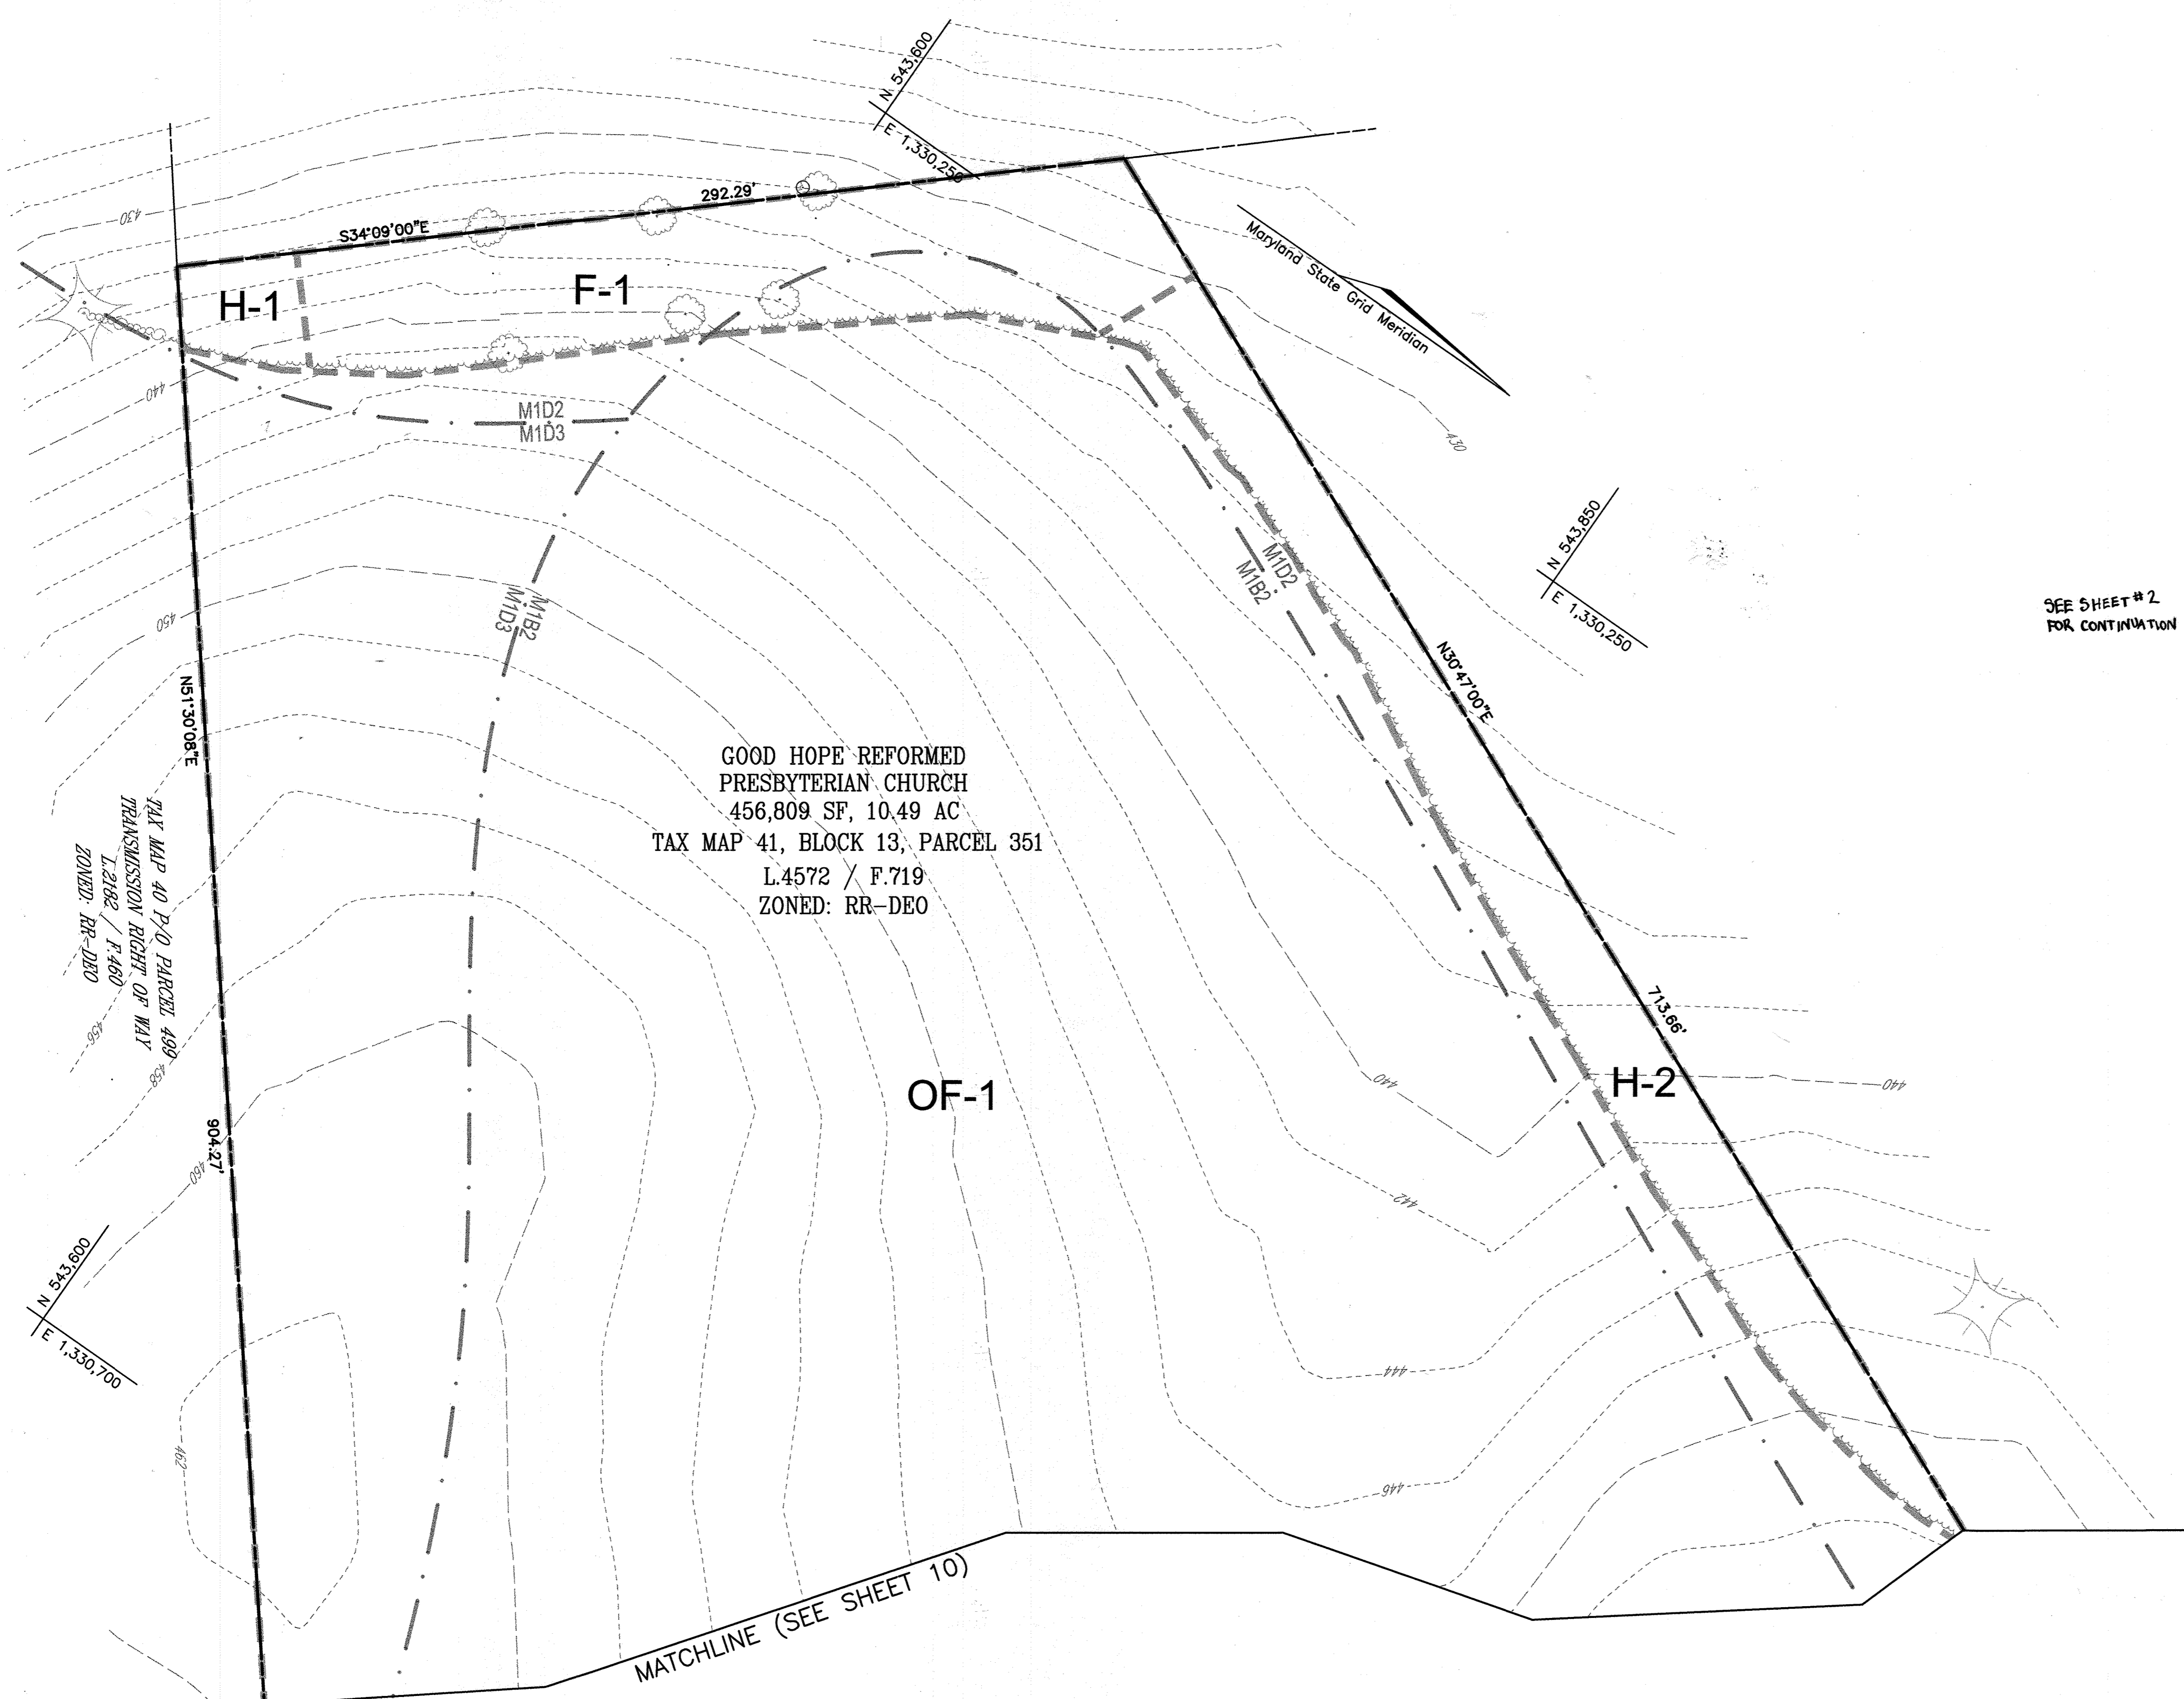 N 543,600
E 1,330,250
430
292.29'
S34°09'00"E
H-1
F-1
Maryland State Grid Meridian
440
M1D2
M1D3
430
M1D2
M1B2
N 543,850
E 1,330,250
SEE SHEET #2
FOR CONTINUATION
450
M1B2
M1D3
N51°30'08"E
N30°47'00"E
GOOD HOPE REFORMED
PRESBYTERIAN CHURCH
456,809 SF, 10.49 AC
TAX MAP 41, BLOCK 13, PARCEL 351
L.4572 / F.719
ZONED: RR-DEO
TAX MAP 40 P/O PARCEL 499
TRANSMISSION RIGHT OF WAY
L.2182 / F.460
ZONED: RR-DEO
456
458
713.66'
OF-1
H-2
440
440
904.27'
460
442
N 543,600
E 1,330,700
444
462
446
MATCHLINE (SEE SHEET 10)